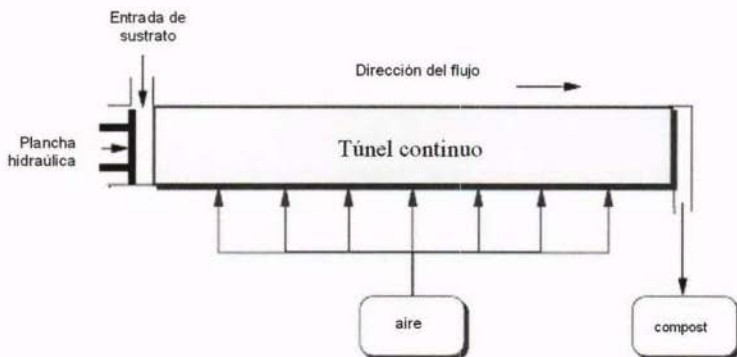 Entrada de
sustrato
Dirección del flujo
Plancha
hidraúlica
Túnel continuo
aire
compost